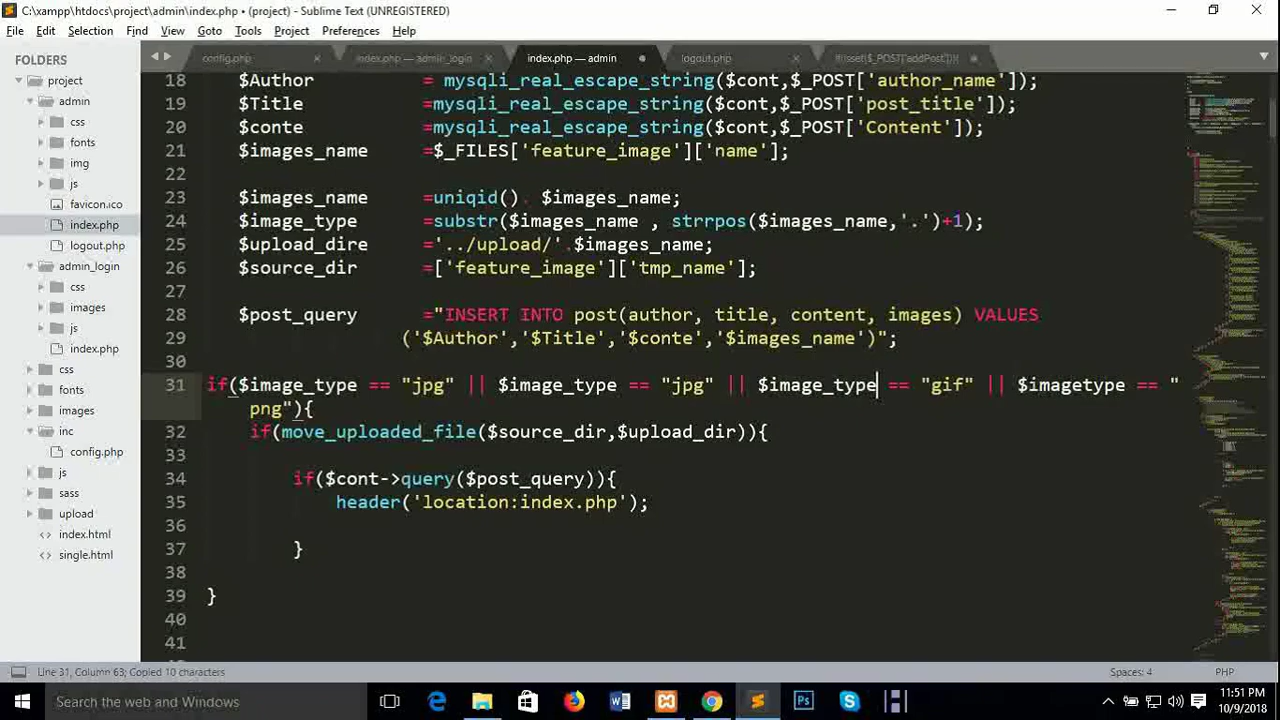 C:\xampp\htdocs\project\admin\index.php • (project) - Sublime Text (UNREGISTERED)
File Edit Selection Find View Goto Tools Project Preferences Help
FOLDERS
project
admin
css
fonts
img
js
favicon.ico
index.php
logout.php
admin_login
css
images
js
index.php
css
fonts
images
inc
config.php
js
sass
upload
index.html
single.html
config.php
index.php — admin_login
index.php — admin
logout.php
if(isset($_POST['addPost'])){
18 $Author = mysqli_real_escape_string($cont,$_POST['author_name']);
19 $Title =mysqli_real_escape_string($cont,$_POST['post_title']);
20 $conte =mysqli_real_escape_string($cont,$_POST['Content']);
21 $images_name =$_FILES['feature_image']['name'];
22
23 $images_name =uniqid() $images_name;
24 $image_type =substr($images_name , strrpos($images_name,'.')+1);
25 $upload_dire ='../upload/'.$images_name;
26 $source_dir =['feature_image']['tmp_name'];
27
28 $post_query ="INSERT INTO post(author, title, content, images) VALUES
('$Author', '$Title','$conte','$images_name')";
30
31 if($image_type == "jpg" || $image_type == "jpg" || $image_type == "gif" || $imagetype == "
png"){
32 if(move_uploaded_file($source_dir,$upload_dir)){
33
34 if($cont->query($post_query)){
35 header('location:index.php');
36
37 }
38
39 }
40
41
Line 31, Column 63; Copied 10 characters
Spaces: 4
PHP
Search the web and Windows
11:51 PM
10/9/2018